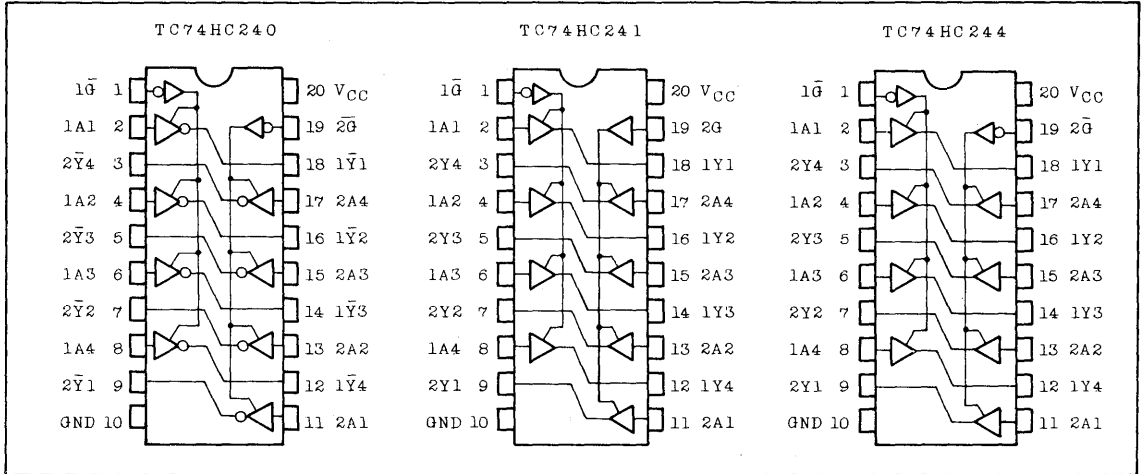 TC74HC240
1G̅ 1
1A1 2
2Y̅4 3
1A2 4
2Y̅3 5
1A3 6
2Y̅2 7
1A4 8
2Y̅1 9
GND 10
20 VCC
19 2G̅
18 1Y̅1
17 2A4
16 1Y̅2
15 2A3
14 1Y̅3
13 2A2
12 1Y̅4
11 2A1
TC74HC241
1G̅ 1
1A1 2
2Y4 3
1A2 4
2Y3 5
1A3 6
2Y2 7
1A4 8
2Y1 9
GND 10
20 VCC
19 2G
18 1Y1
17 2A4
16 1Y2
15 2A3
14 1Y3
13 2A2
12 1Y4
11 2A1
TC74HC244
1G̅ 1
1A1 2
2Y4 3
1A2 4
2Y3 5
1A3 6
2Y2 7
1A4 8
2Y1 9
GND 10
20 VCC
19 2G̅
18 1Y1
17 2A4
16 1Y2
15 2A3
14 1Y3
13 2A2
12 1Y4
11 2A1